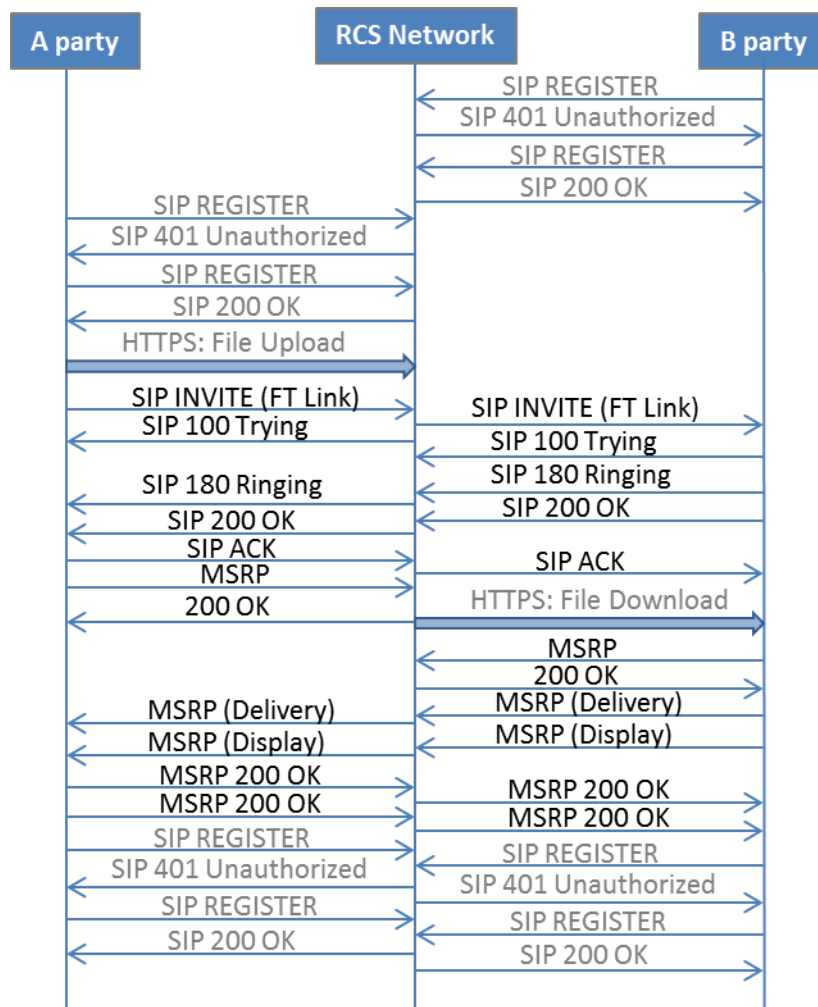 A party
RCS Network
B party
SIP REGISTER
SIP 401 Unauthorized
SIP REGISTER
SIP 200 OK
SIP REGISTER
SIP 401 Unauthorized
SIP REGISTER
SIP 200 OK
HTTPS: File Upload
SIP INVITE (FT Link)
SIP INVITE (FT Link)
SIP 100 Trying
SIP 100 Trying
SIP 180 Ringing
SIP 180 Ringing
SIP 200 OK
SIP 200 OK
SIP ACK
SIP ACK
MSRP
200 OK
HTTPS: File Download
MSRP
200 OK
MSRP (Delivery)
MSRP (Delivery)
MSRP (Display)
MSRP (Display)
MSRP 200 OK
MSRP 200 OK
MSRP 200 OK
MSRP 200 OK
SIP REGISTER
SIP REGISTER
SIP 401 Unauthorized
SIP 401 Unauthorized
SIP REGISTER
SIP REGISTER
SIP 200 OK
SIP 200 OK